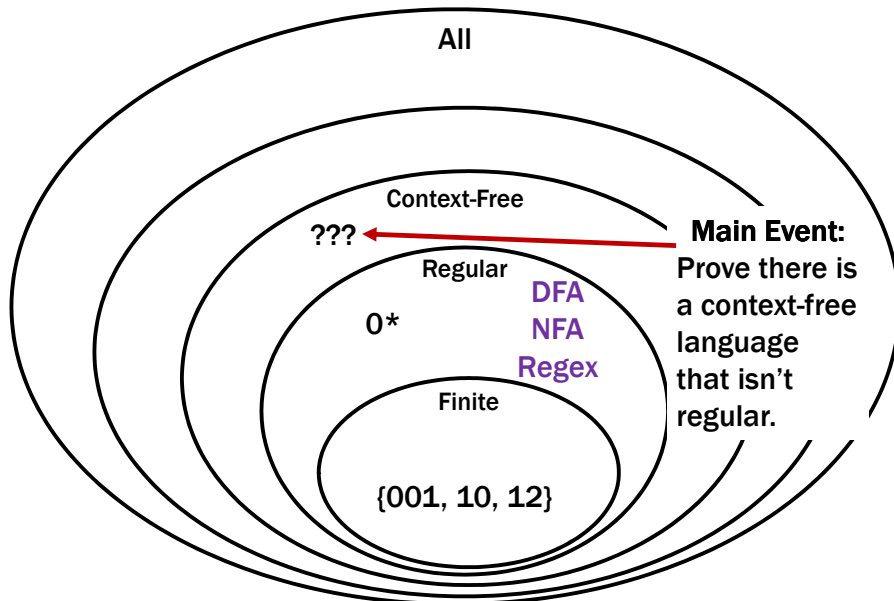 All
Context-Free
???
Main Event:
Prove there is
a context-free
language
that isn't
regular.
Regular
DFA
NFA
Regex
0*
Finite
{001, 10, 12}